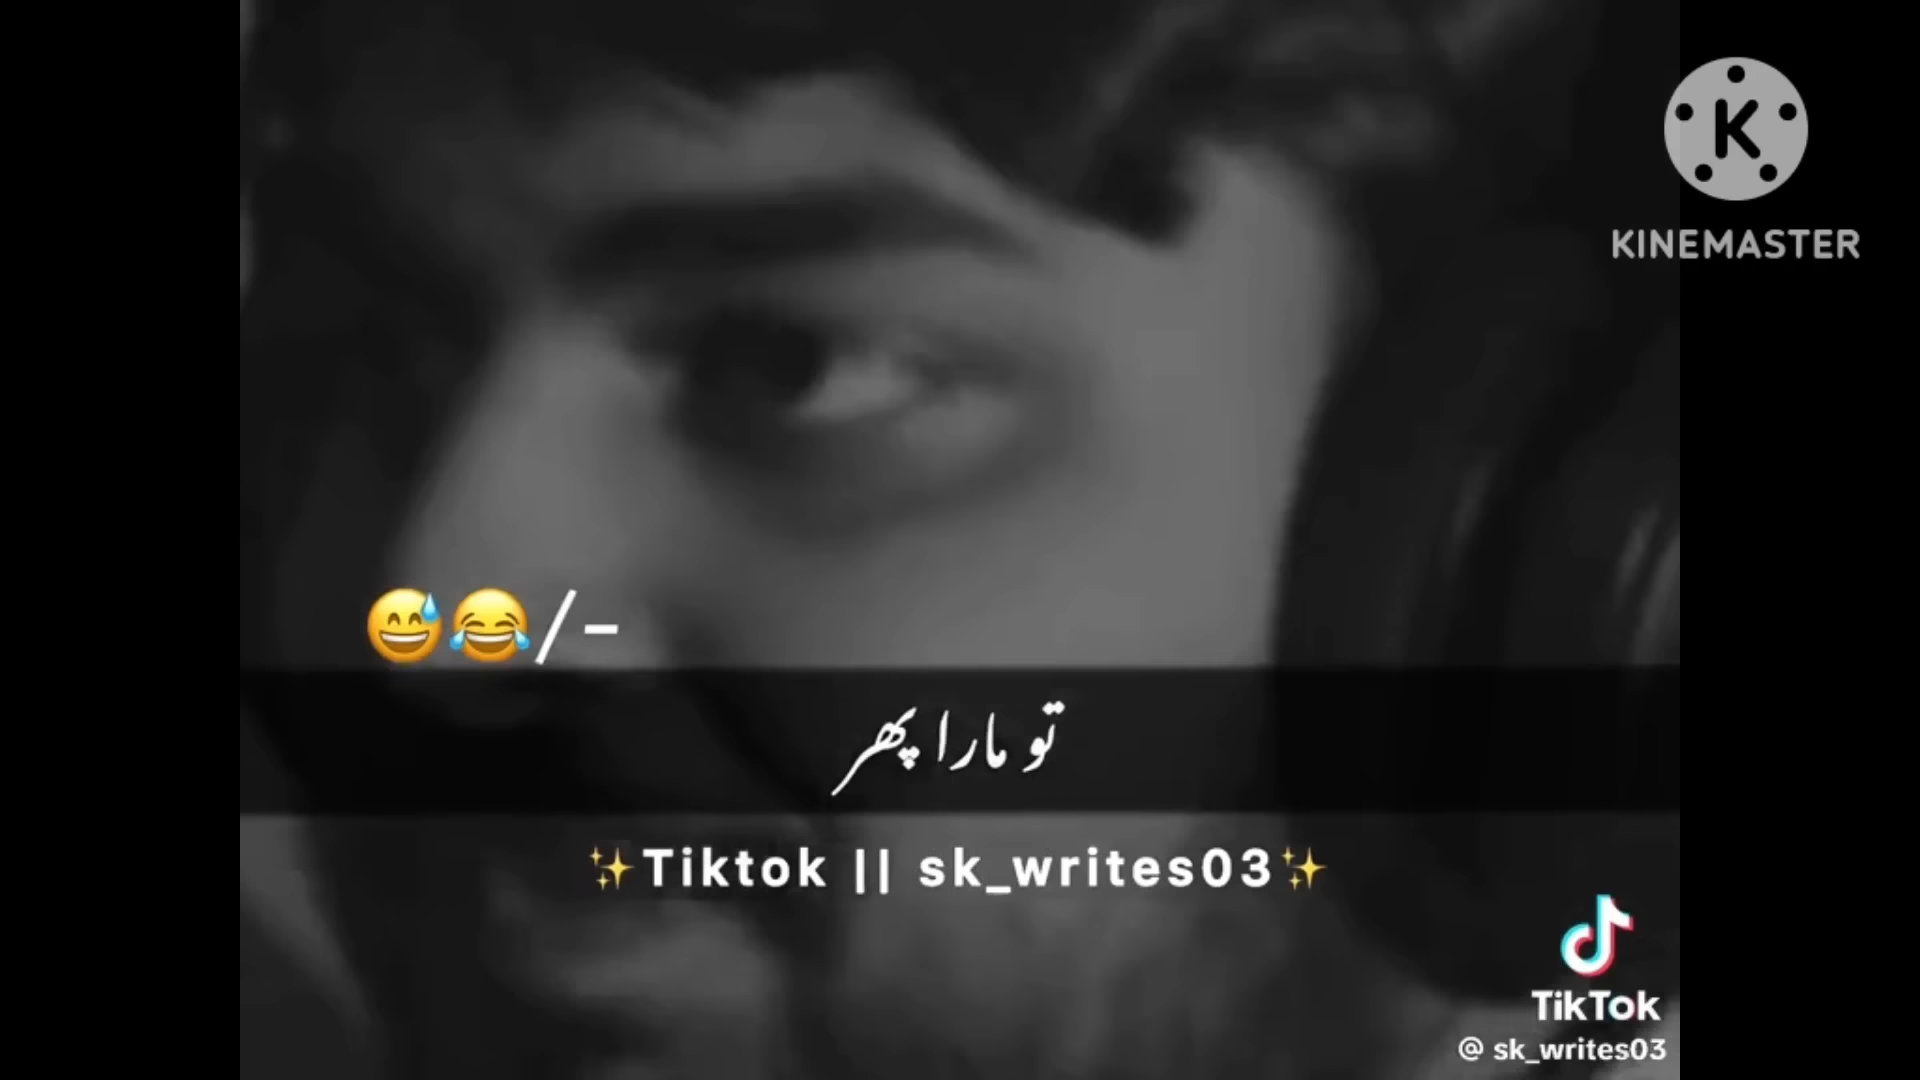 KINEMASTER
😅😂/-
تو مارا پھر
✨Tiktok || sk_writes03✨
TikTok
@ sk_writes03